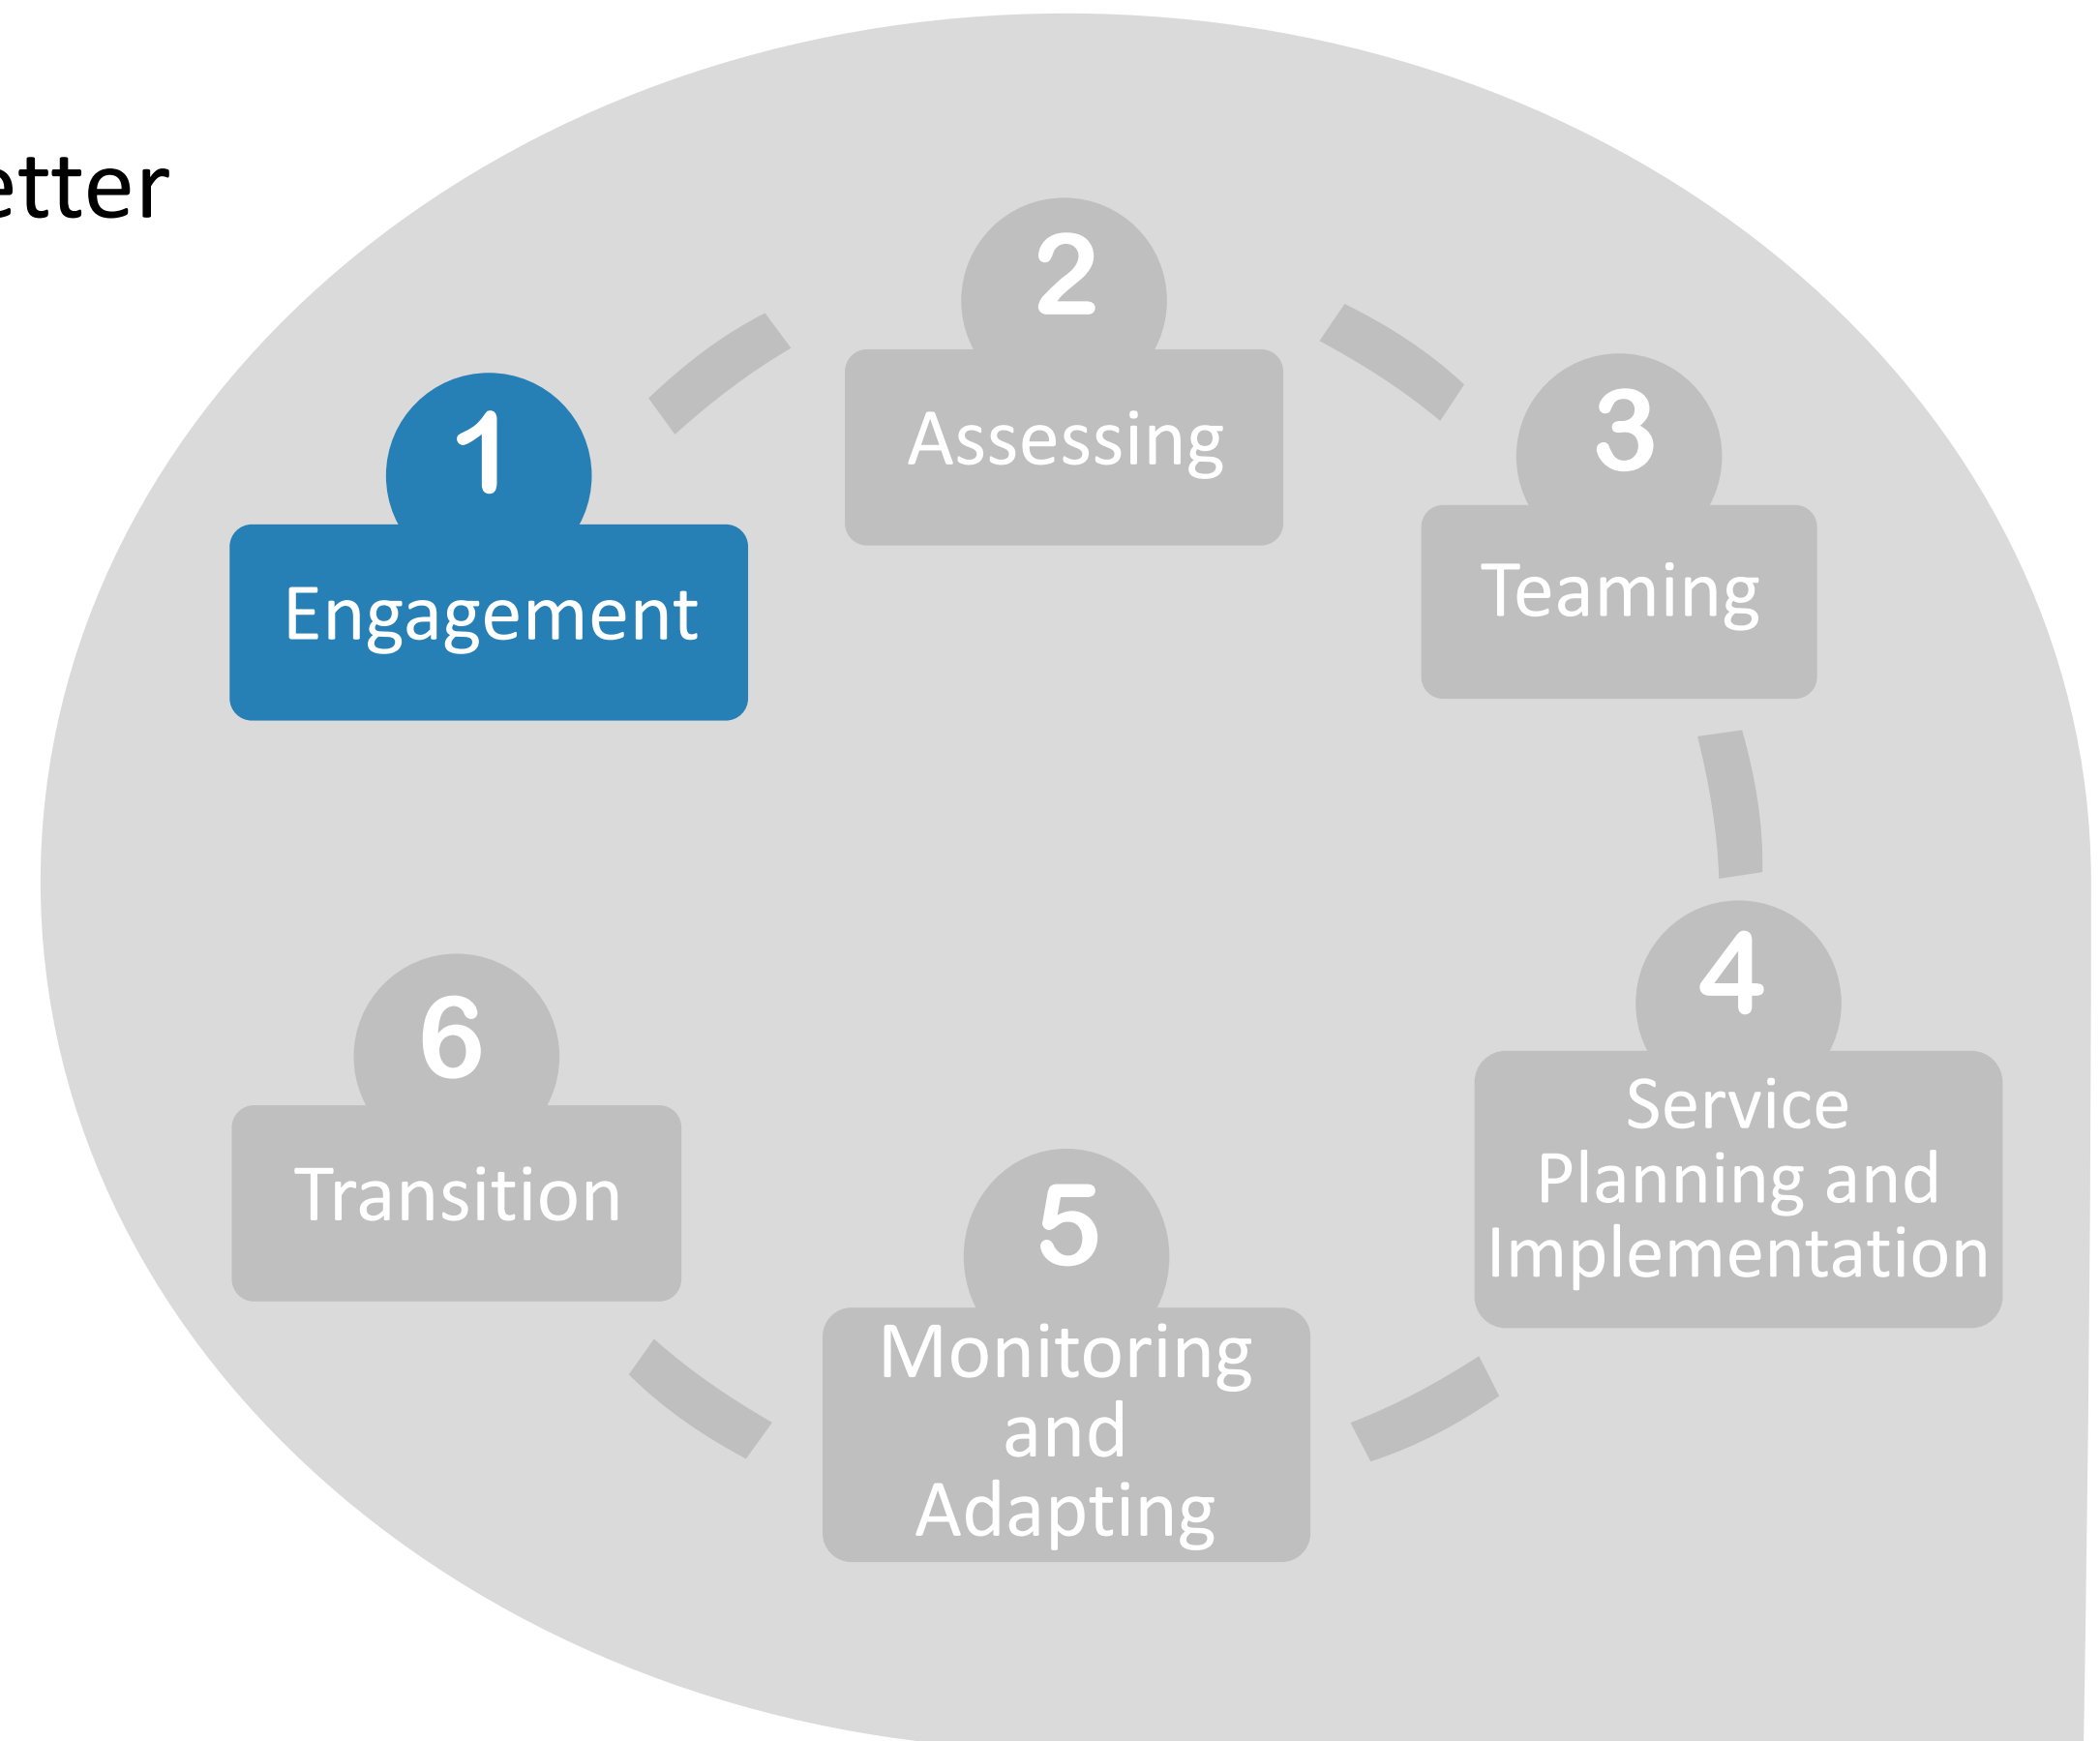 etter
1
Engagement
2
Assessing
3
Teaming
4
Service
Planning and
Implementation
5
Monitoring
and
Adapting
6
Transition